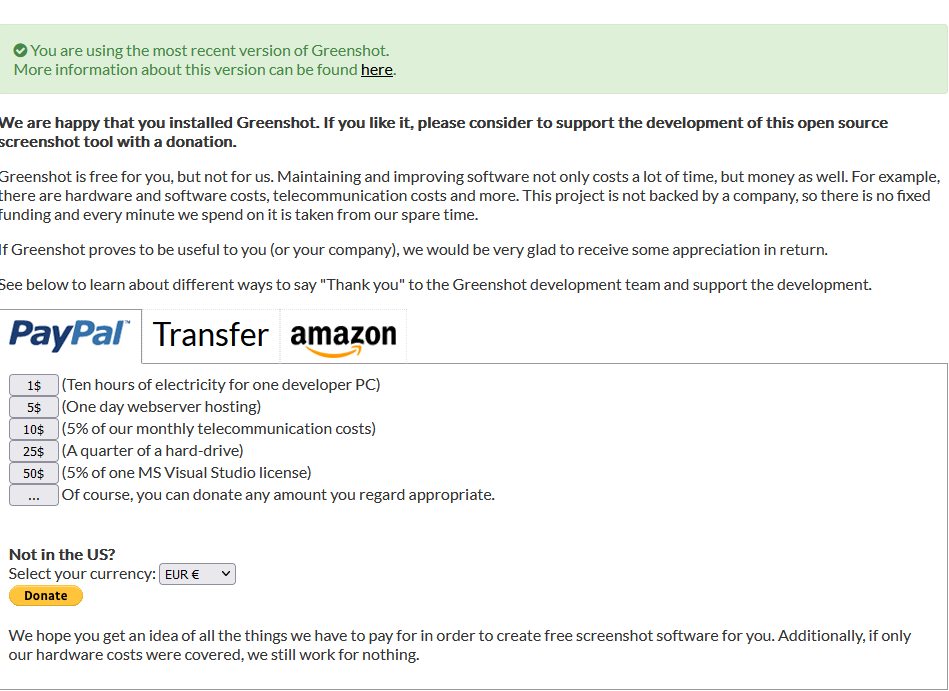 You are using the most recent version of Greenshot.
More information about this version can be found here.
We are happy that you installed Greenshot. If you like it, please consider to support the development of this open source
screenshot tool with a donation.
Greenshot is free for you, but not for us. Maintaining and improving software not only costs a lot of time, but money as well. For example,
there are hardware and software costs, telecommunication costs and more. This project is not backed by a company, so there is no fixed
funding and every minute we spend on it is taken from our spare time.
If Greenshot proves to be useful to you (or your company), we would be very glad to receive some appreciation in return.
See below to learn about different ways to say "Thank you" to the Greenshot development team and support the development.
PayPal™ Transfer amazon
1$ (Ten hours of electricity for one developer PC)
5$ (One day webserver hosting)
10$ (5% of our monthly telecommunication costs)
25$ (A quarter of a hard-drive)
50$ (5% of one MS Visual Studio license)
... Of course, you can donate any amount you regard appropriate.
Not in the US?
Select your currency: EUR €
Donate
We hope you get an idea of all the things we have to pay for in order to create free screenshot software for you. Additionally, if only
our hardware costs were covered, we still work for nothing.